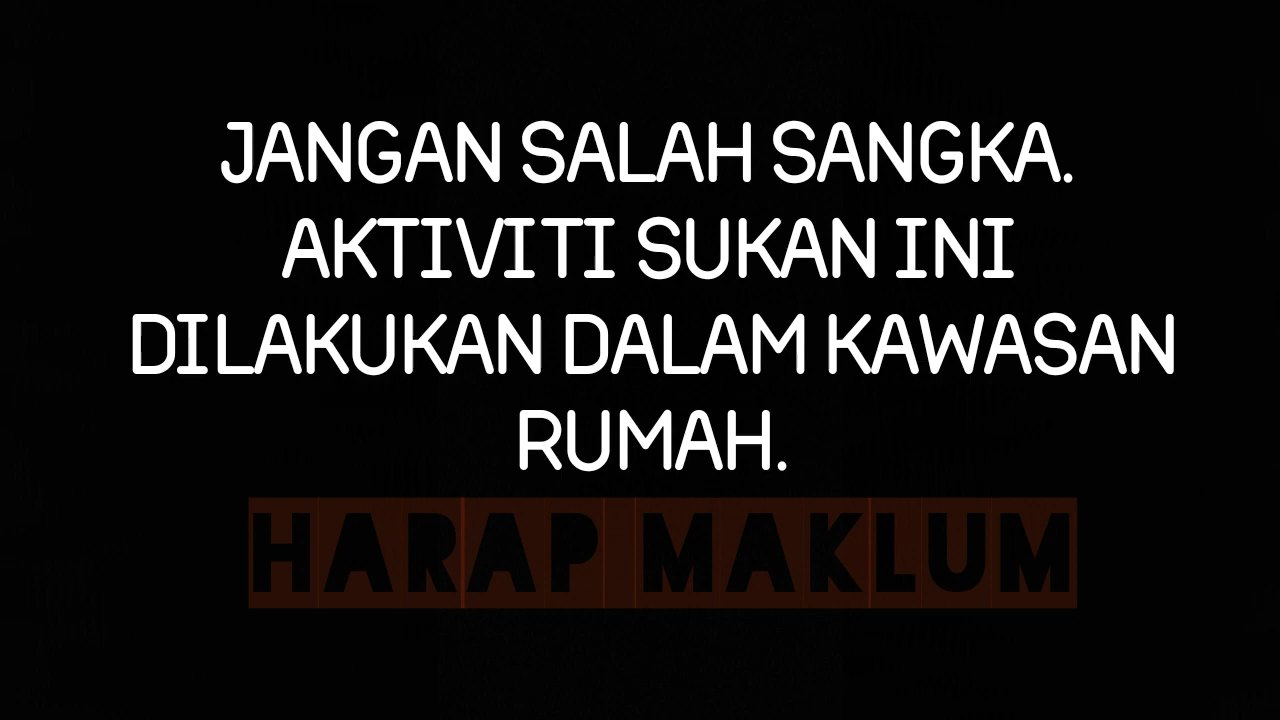 JANGAN SALAH SANGKA.
AKTIVITI SUKAN INI
DILAKUKAN DALAM KAWASAN
RUMAH.
HARAP MAKLUM